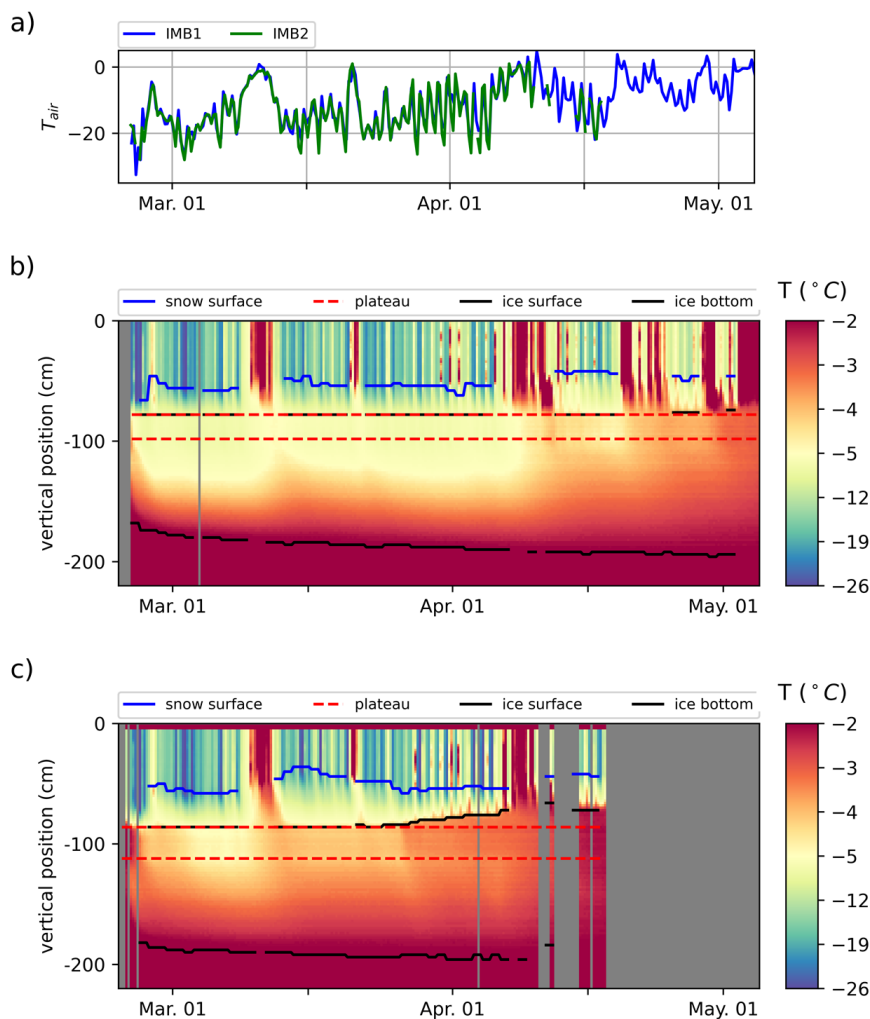 a)
IMB1 IMB2
0
−20
T_air
Mar. 01 Apr. 01 May. 01
b)
T (°C)
snow surface plateau ice surface ice bottom
0
-100
-200
vertical position (cm)
−2
−3
−4
−5
−12
−19
−26
Mar. 01 Apr. 01 May. 01
c)
T (°C)
snow surface plateau ice surface ice bottom
0
-100
-200
vertical position (cm)
−2
−3
−4
−5
−12
−19
−26
Mar. 01 Apr. 01 May. 01